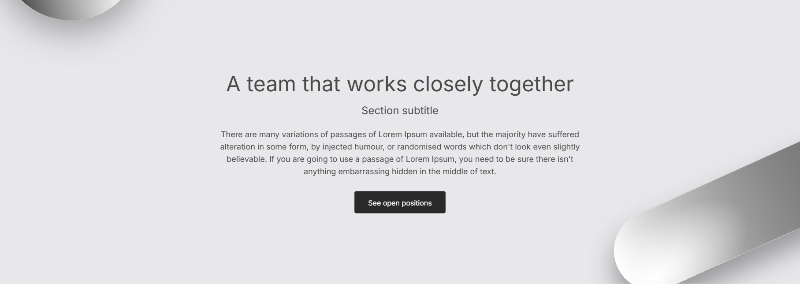 A team that works closely together
Section subtitle
There are many variations of passages of Lorem Ipsum available, but the majority have suffered
alteration in some form, by injected humour, or randomised words which don't look even slightly
believable. If you are going to use a passage of Lorem Ipsum, you need to be sure there isn't
anything embarrassing hidden in the middle of text.
See open positions